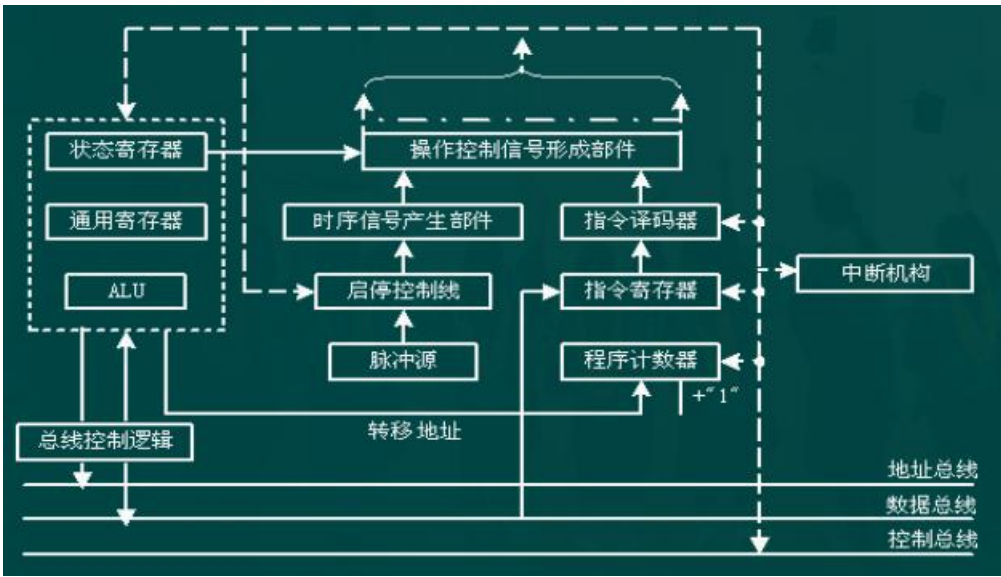 状态寄存器
操作控制信号形成部件
通用寄存器
时序信号产生部件
指令译码器
ALU
启停控制线
指令寄存器
中断机构
脉冲源
程序计数器
+"1"
转移地址
总线控制逻辑
地址总线
数据总线
控制总线